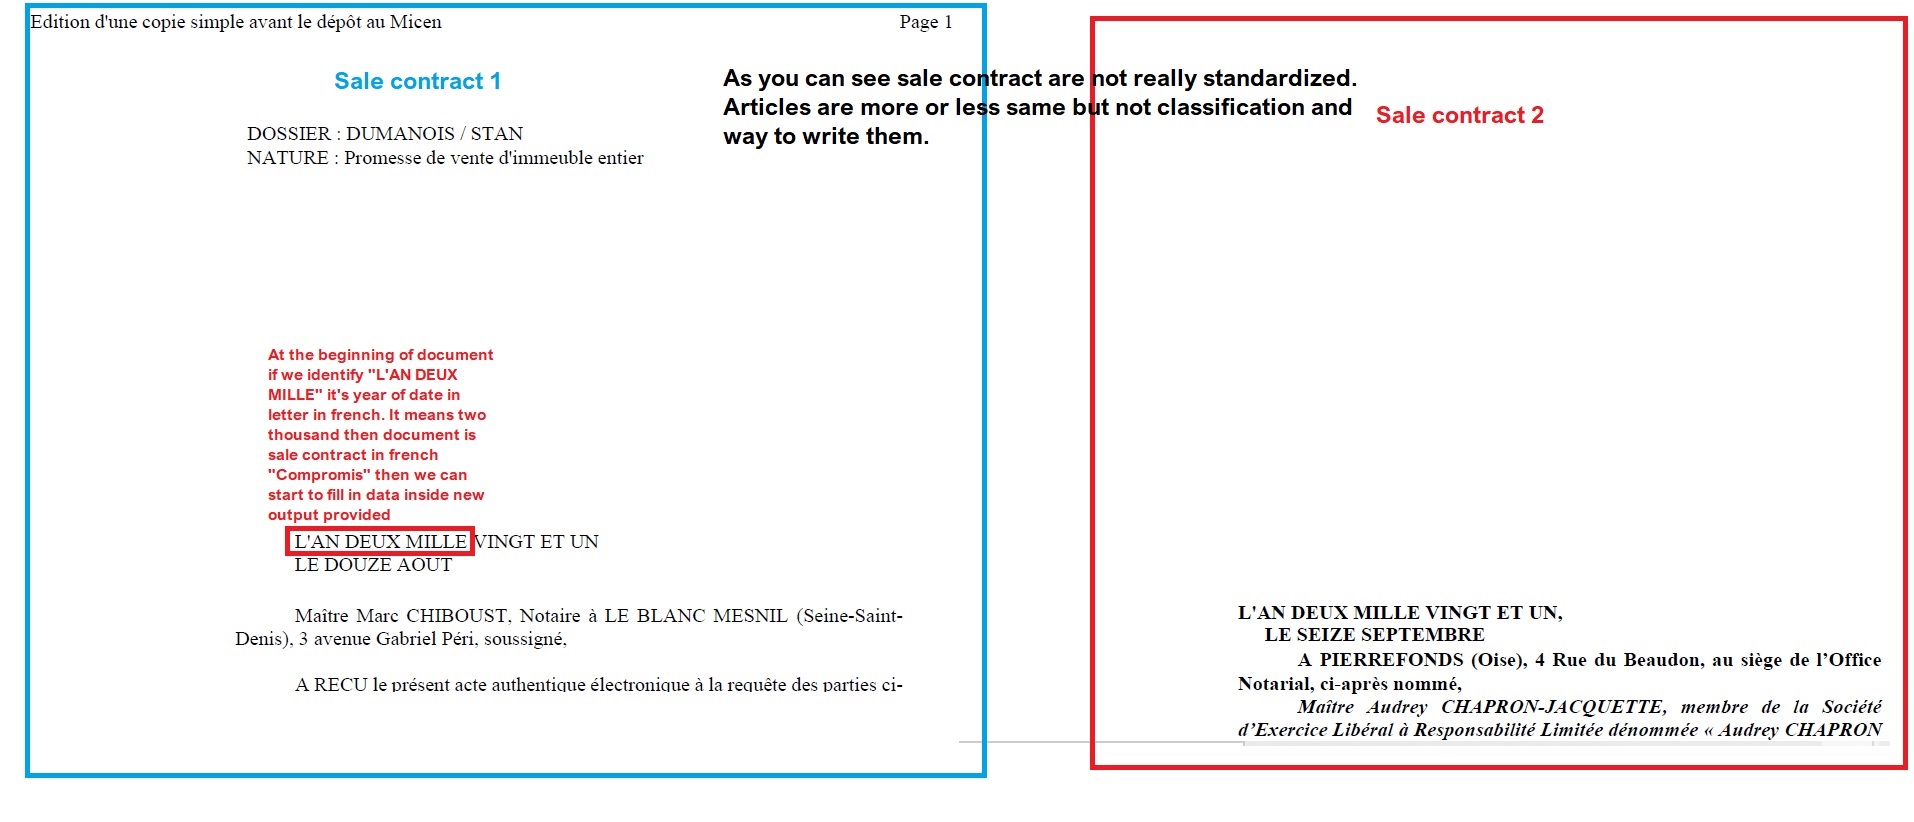 Edition d'une copie simple avant le dépôt au Micen
Page 1
Sale contract 1
DOSSIER : DUMANOIS / STAN
NATURE : Promesse de vente d'immeuble entier
As you can see sale contract are not really standardized.
Articles are more or less same but not classification and
way to write them.
Sale contract 2
At the beginning of document
if we identify "L'AN DEUX
MILLE" it's year of date in
letter in french. It means two
thousand then document is
sale contract in french
"Compromis" then we can
start to fill in data inside new
output provided
L'AN DEUX MILLE VINGT ET UN
LE DOUZE AOUT
Maître Marc CHIBOUST, Notaire à LE BLANC MESNIL (Seine-Saint-
Denis), 3 avenue Gabriel Péri, soussigné,
A RECU le présent acte authentique électronique à la requête des parties ci-
L'AN DEUX MILLE VINGT ET UN,
LE SEIZE SEPTEMBRE
A PIERREFONDS (Oise), 4 Rue du Beaudon, au siège de l’Office
Notarial, ci-après nommé,
Maître Audrey CHAPRON-JACQUETTE, membre de la Société
d’Exercice Libéral à Responsabilité Limitée dénommée « Audrey CHAPRON